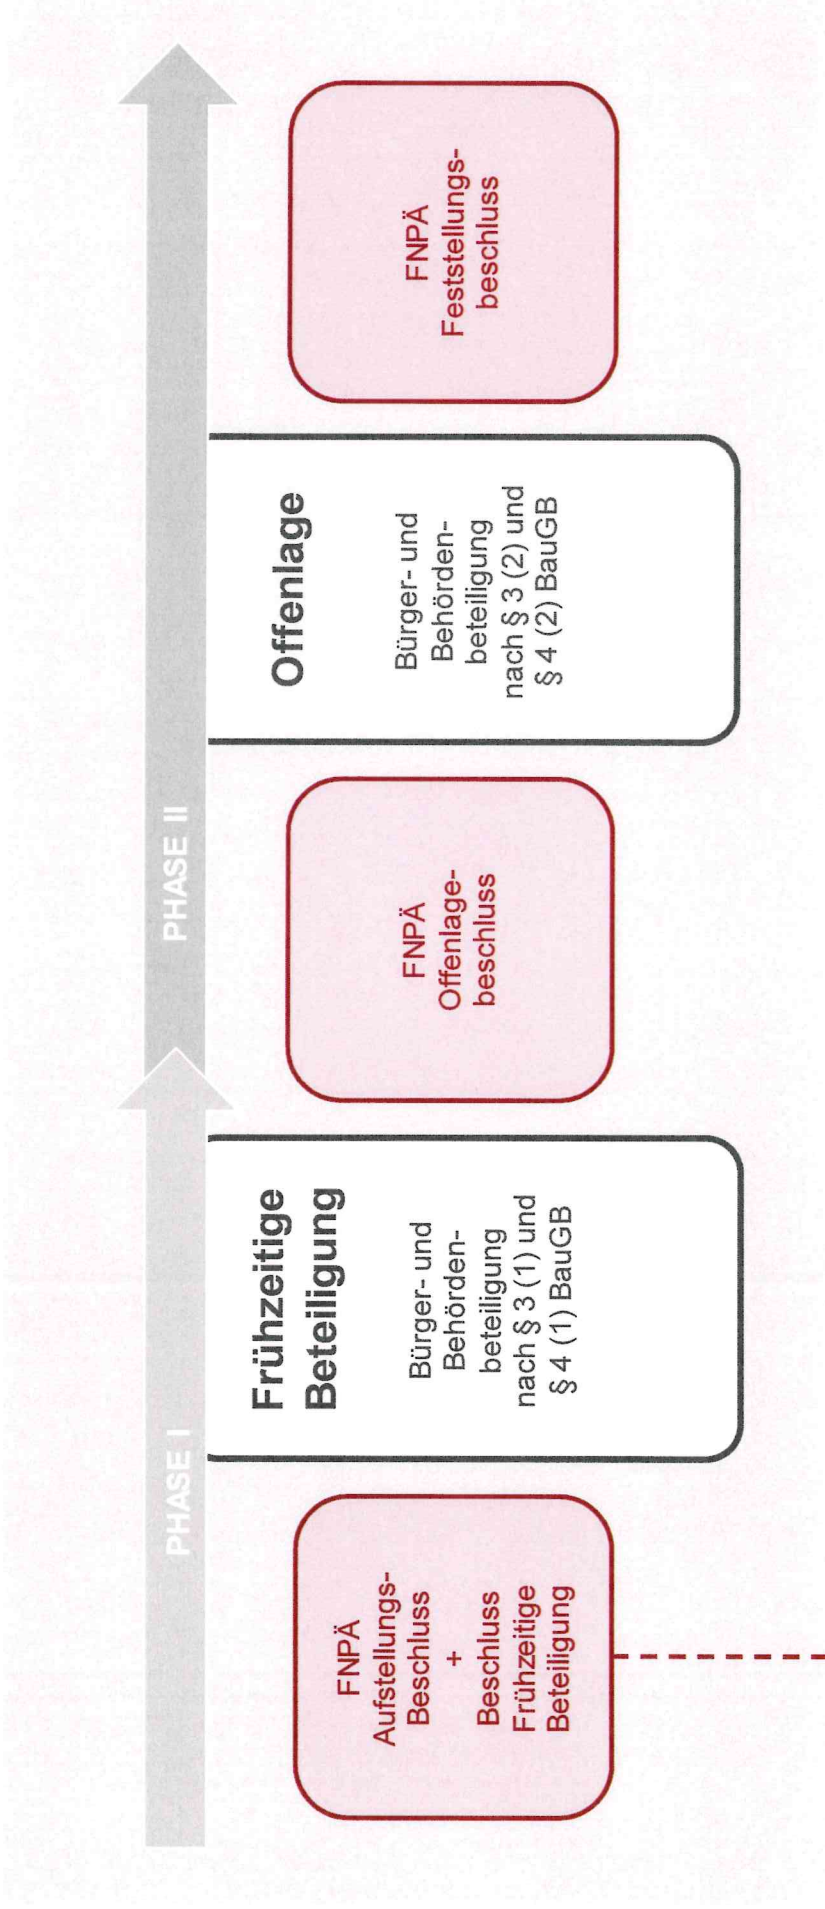 PHASE I
PHASE II
FNPÄ
Aufstellungs-
Beschluss
+
Beschluss
Frühzeitige
Beteiligung
Frühzeitige
Beteiligung
Bürger- und
Behörden-
beteiligung
nach § 3 (1) und
§ 4 (1) BauGB
FNPÄ
Offenlage-
beschluss
Offenlage
Bürger- und
Behörden-
beteiligung
nach § 3 (2) und
§ 4 (2) BauGB
FNPÄ
Feststellungs-
beschluss